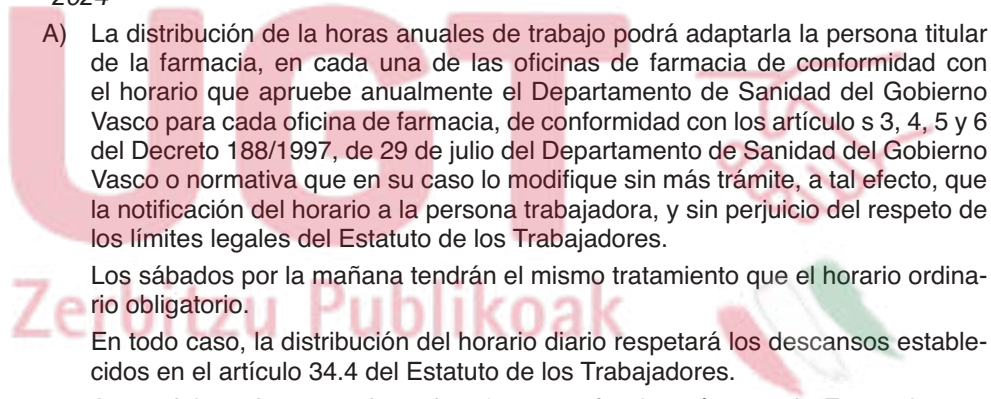 2024
A) La distribución de la horas anuales de trabajo podrá adaptarla la persona titular
de la farmacia, en cada una de las oficinas de farmacia de conformidad con
el horario que apruebe anualmente el Departamento de Sanidad del Gobierno
Vasco para cada oficina de farmacia, de conformidad con los artículo s 3, 4, 5 y 6
del Decreto 188/1997, de 29 de julio del Departamento de Sanidad del Gobierno
Vasco o normativa que en su caso lo modifique sin más trámite, a tal efecto, que
la notificación del horario a la persona trabajadora, y sin perjuicio del respeto de
los límites legales del Estatuto de los Trabajadores.
Los sábados por la mañana tendrán el mismo tratamiento que el horario ordina-
rio obligatorio.
En todo caso, la distribución del horario diario respetará los descansos estable-
cidos en el artículo 34.4 del Estatuto de los Trabajadores.
UGT
Zerbitzu Publikoak